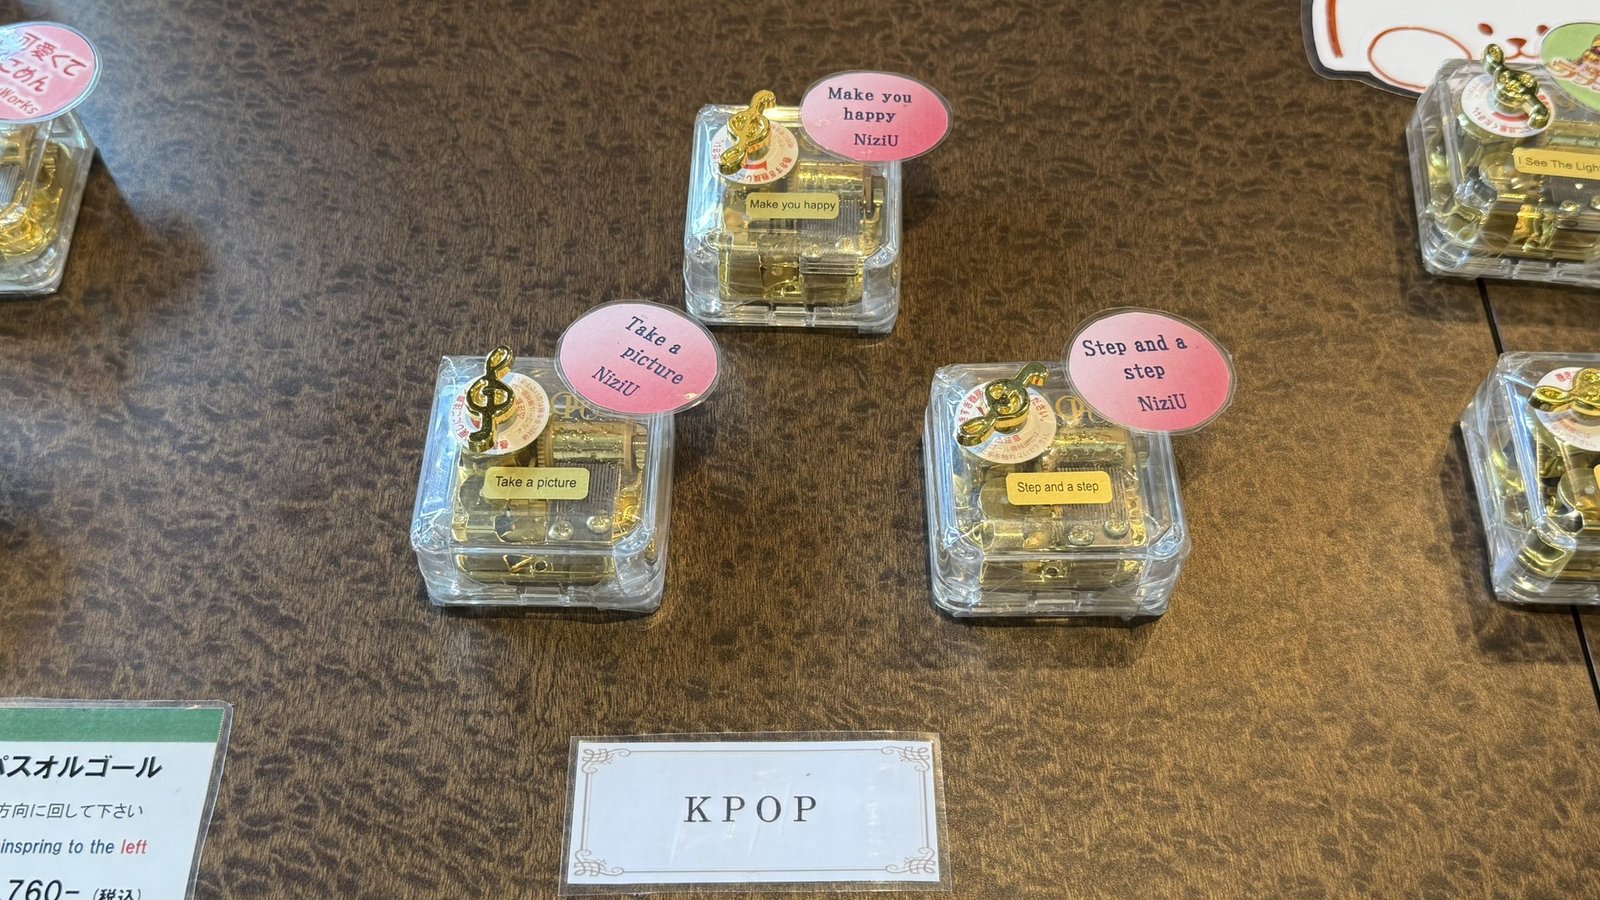 可愛くて
ごめん
Works
Make you
happy
NiziU
Make you happy
I See The Light
Take a
picture
NiziU
Take a picture
Step and a
step
NiziU
Step and a step
パスオルゴール
方向に回して下さい
inspring to the left
760- (税込)
KPOP